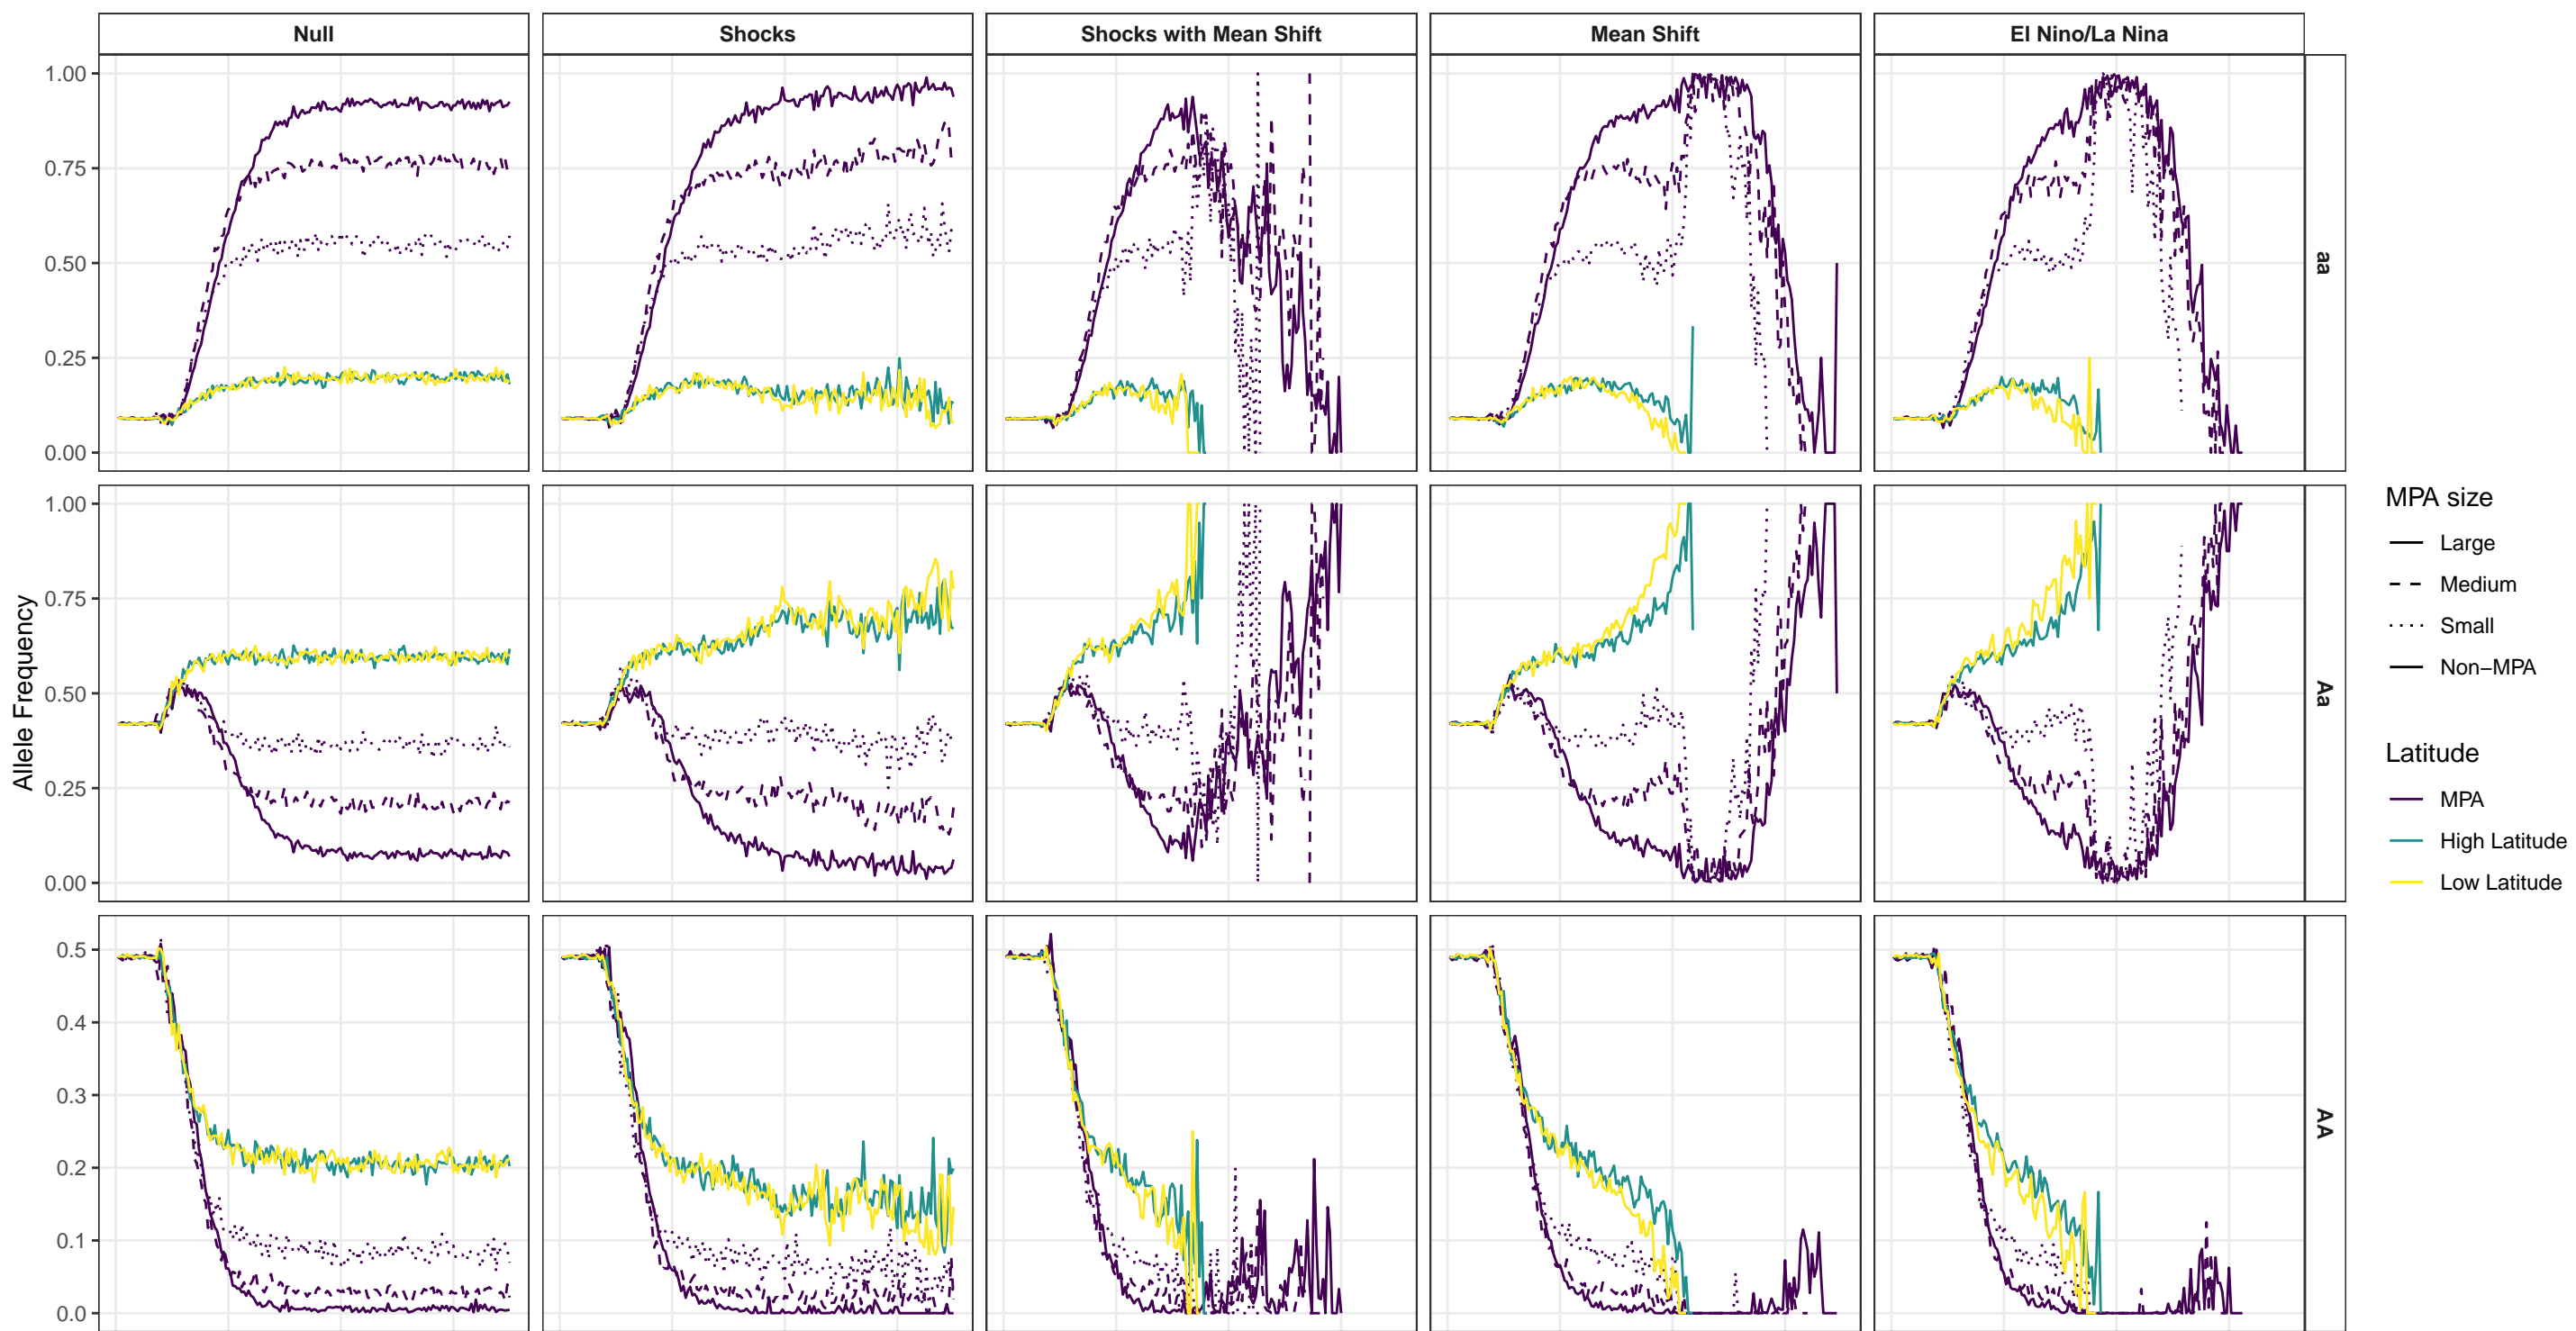 Null
Shocks
Shocks with Mean Shift
Mean Shift
El Nino/La Nina
1.00
0.75
0.50
0.25
0.00
aa
1.00
0.75
0.50
0.25
0.00
Aa
0.5
0.4
0.3
0.2
0.1
0.0
AA
Allele Frequency
MPA size
Large
Medium
Small
Non−MPA
Latitude
MPA
High Latitude
Low Latitude